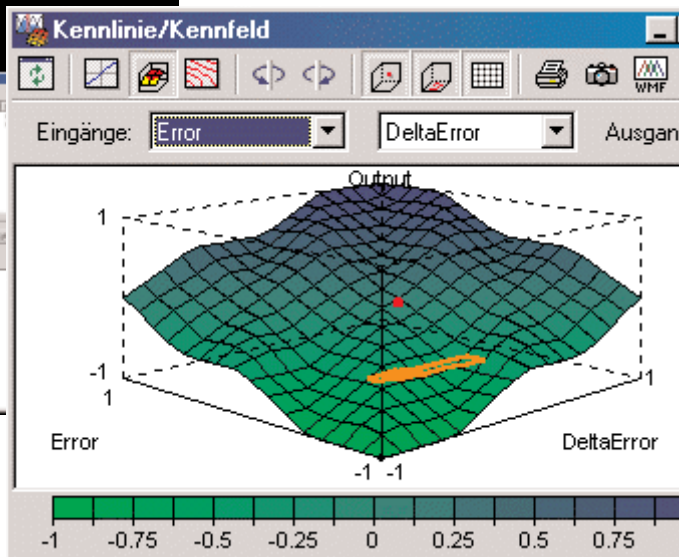 Kennlinie/Kennfeld
WMF
Eingänge: Error DeltaError Ausgan
Output
1
-1
1
1
Error
DeltaError
-1 -1
-1 -0.75 -0.5 -0.25 0 0.25 0.5 0.75